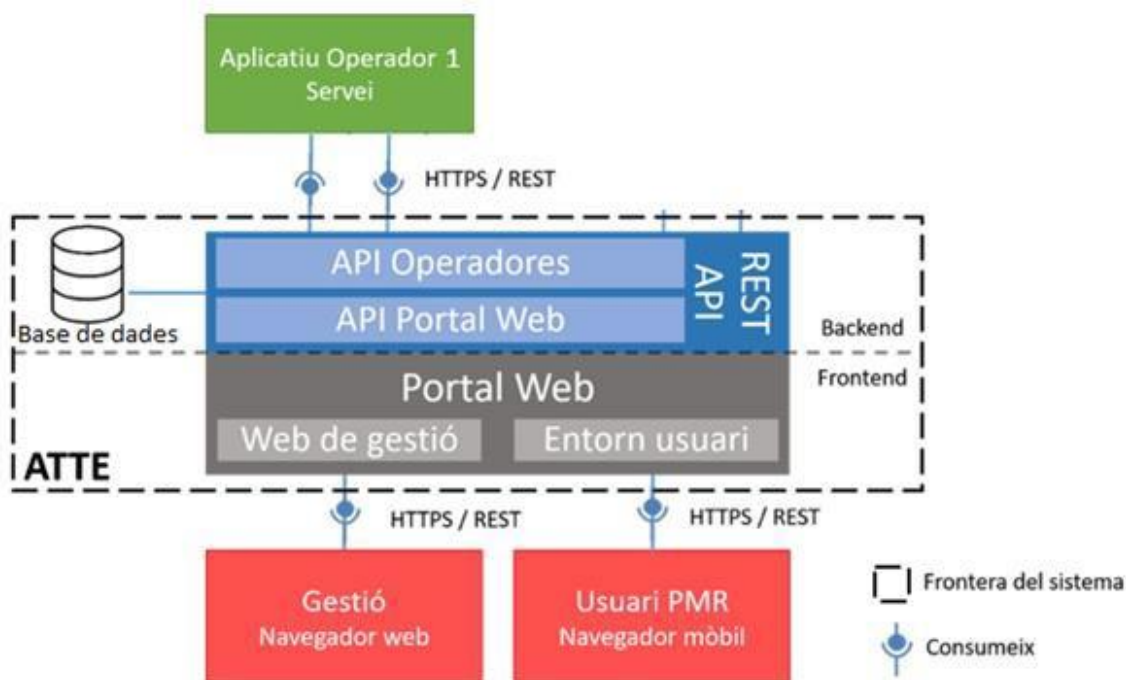 Aplicatiu Operador 1
Servei
HTTPS / REST
API Operadores
API Portal Web
API
REST
Base de dades
Backend
Frontend
Portal Web
Web de gestió
Entorn usuari
ATTE
HTTPS / REST
HTTPS / REST
Gestió
Navegador web
Usuari PMR
Navegador mòbil
Frontera del sistema
Consumeix